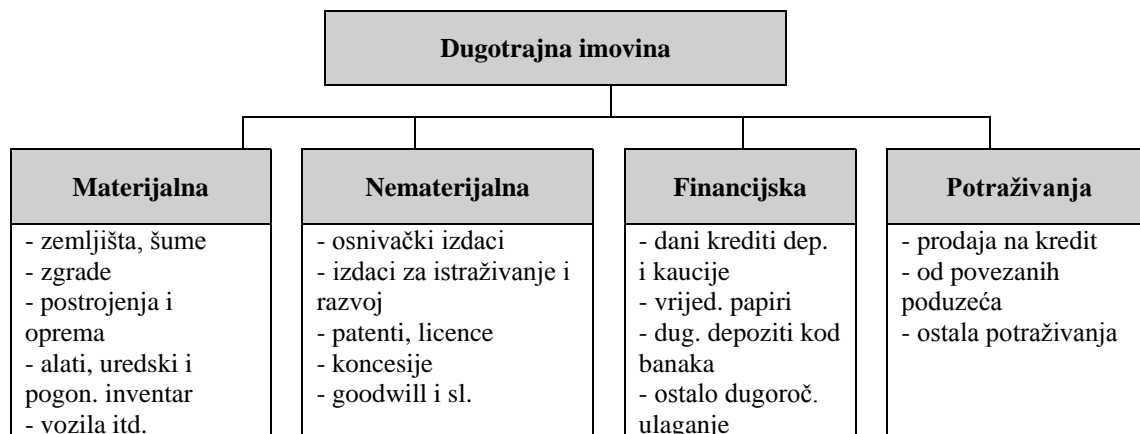 Dugotrajna imovina
Materijalna
- zemljišta, šume
- zgrade
- postrojenja i
oprema
- alati, uredski i
pogon. inventar
- vozila itd.
Nematerijalna
- osnivački izdaci
- izdaci za istraživanje i
razvoj
- patenti, licence
- koncesije
- goodwill i sl.
Financijska
- dani krediti dep.
i kaucije
- vrijed. papiri
- dug. depoziti kod
banaka
- ostalo dugoroč.
ulaganje
Potraživanja
- prodaja na kredit
- od povezanih
poduzeća
- ostala potraživanja